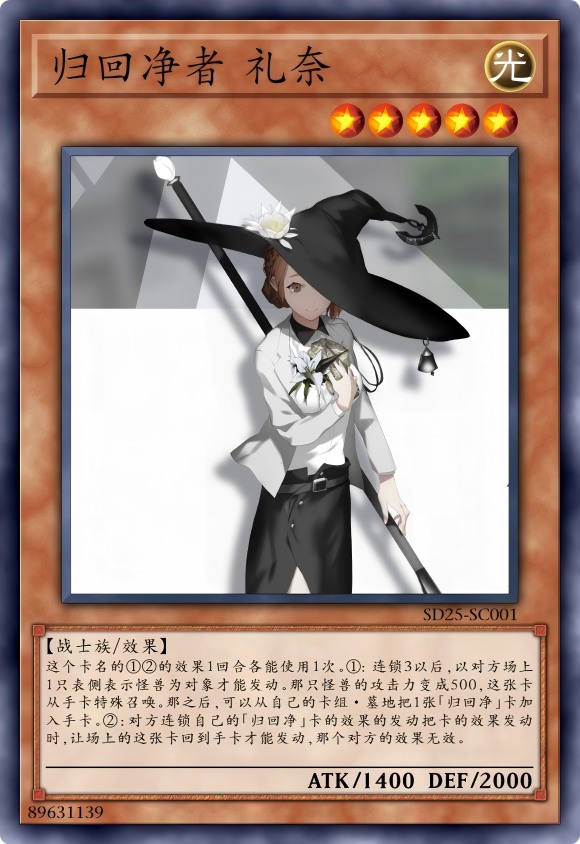 归回净者 礼奈
光
SD25-SC001
【战士族/效果】
这个卡名的①②的效果1回合各能使用1次。①: 连锁3以后,以对方场上
1只表侧表示怪兽为对象才能发动。那只怪兽的攻击力变成500,这张卡
从手卡特殊召唤。那之后,可以从自己的卡组·墓地把1张「归回净」卡加
入手卡。②: 对方连锁自己的「归回净」卡的效果的发动把卡的效果发动
时,让场上的这张卡回到手卡才能发动,那个对方的效果无效。
ATK/1400 DEF/2000
89631139